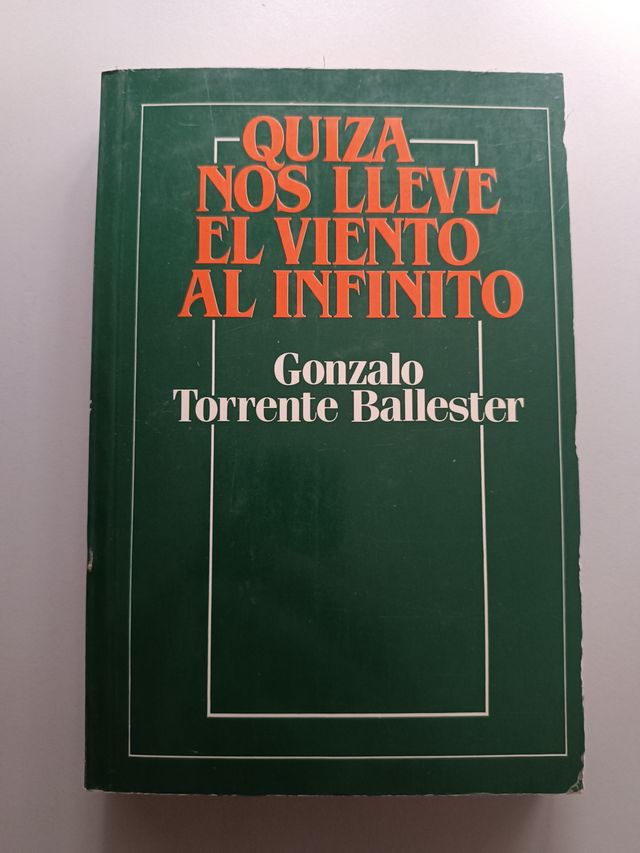 QUIZA
NOS LLEVE
EL VIENTO
AL INFINITO
Gonzalo
Torrente Ballester